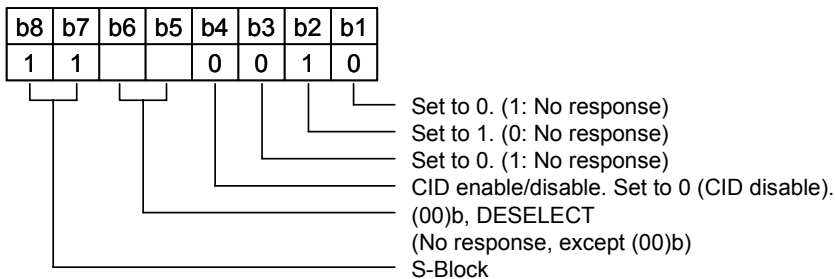 b8 b7 b6 b5 b4 b3 b2 b1
1 1 0 0 1 0
Set to 0. (1: No response)
Set to 1. (0: No response)
Set to 0. (1: No response)
CID enable/disable. Set to 0 (CID disable).
(00)b, DESELECT
(No response, except (00)b)
S-Block